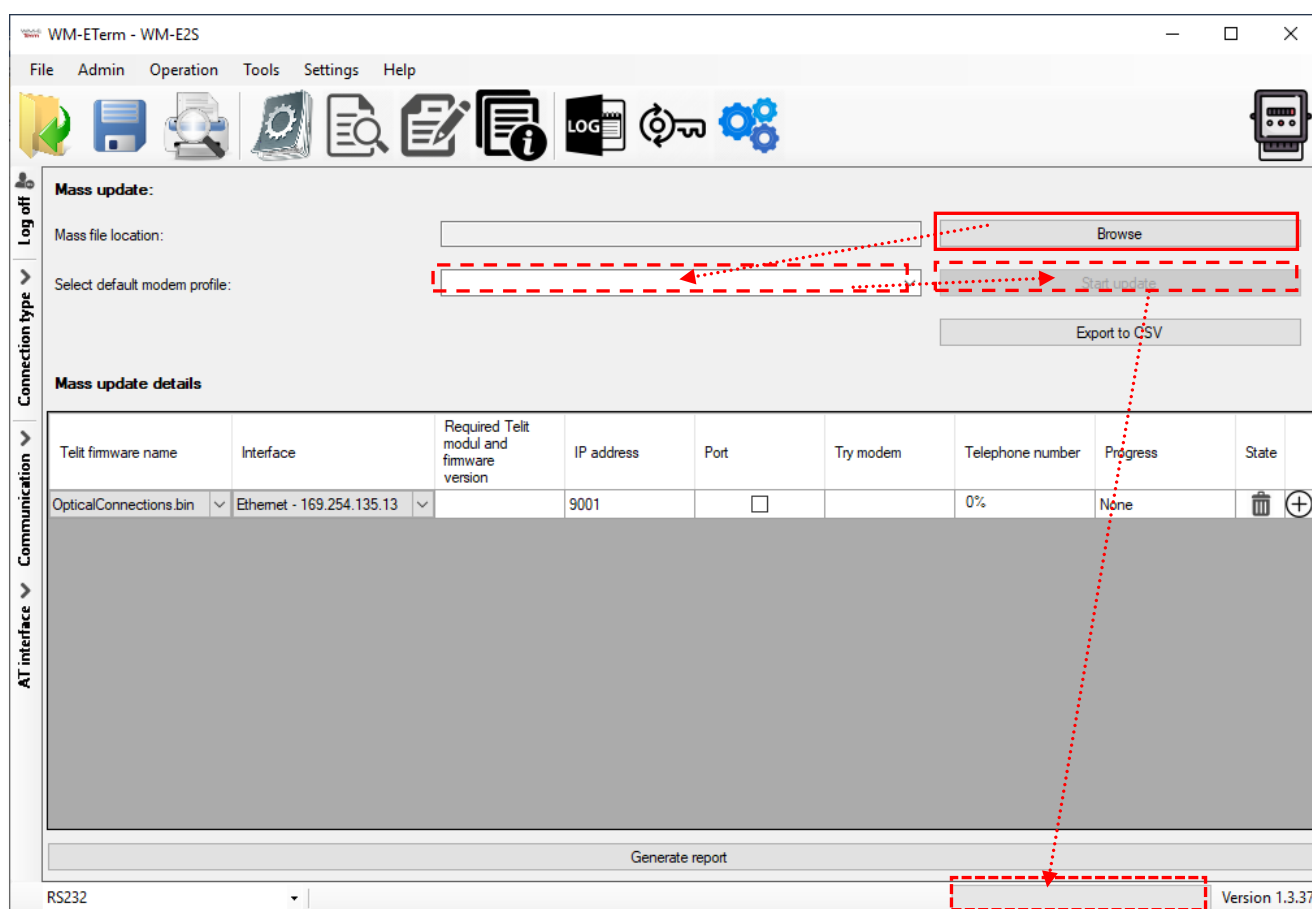 WM-ETerm - WM-E2S
File Admin Operation Tools Settings Help
LOG
Log off
Connection type
Communication
AT interface
Mass update:
Mass file location:
Browse
Select default modem profile:
Start update
Export to CSV
Mass update details
Telit firmware name
Interface
Required Telit
modul and
firmware
version
IP address
Port
Try modem
Telephone number
Progress
State
OpticalConnections.bin
Ethernet - 169.254.135.13
9001
0%
None
Generate report
RS232
Version 1.3.37